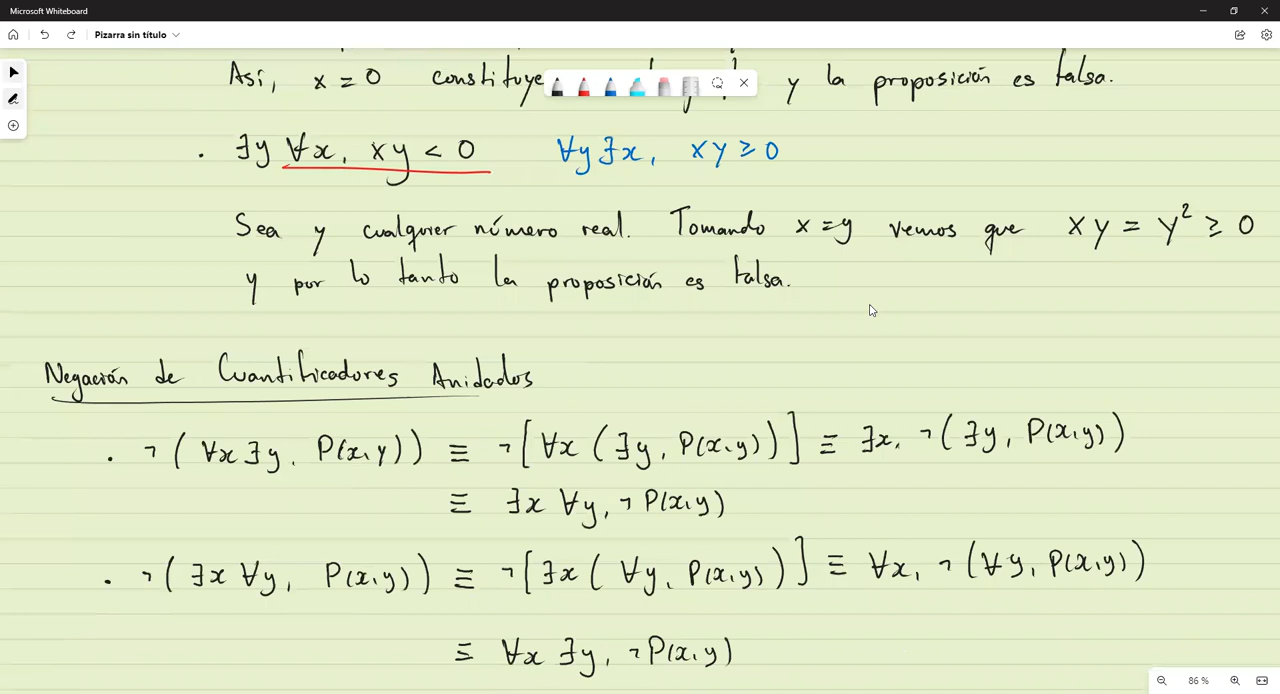 Microsoft Whiteboard
Pizarra sin título
Así, x = 0 constituye y la proposición es falsa.
. ∃y ∀x, xy < 0 ∀y ∃x, xy ≥ 0
Sea y cualquier número real. Tomando x = y vemos que xy = y² ≥ 0
y por lo tanto la proposición es falsa.
Negación de Cuantificadores Anidados
. ¬(∀x ∃y, P(x,y)) ≡ ¬[∀x (∃y, P(x,y))] ≡ ∃x, ¬(∃y, P(x,y))
≡ ∃x ∀y, ¬P(x,y)
. ¬(∃x ∀y, P(x,y)) ≡ ¬[∃x (∀y, P(x,y))] ≡ ∀x, ¬(∀y, P(x,y))
≡ ∀x ∃y, ¬P(x,y)
86 %